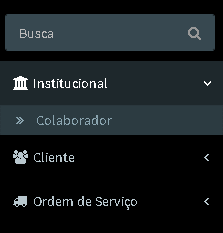 Busca
Institucional
Colaborador
Cliente
Ordem de Serviço